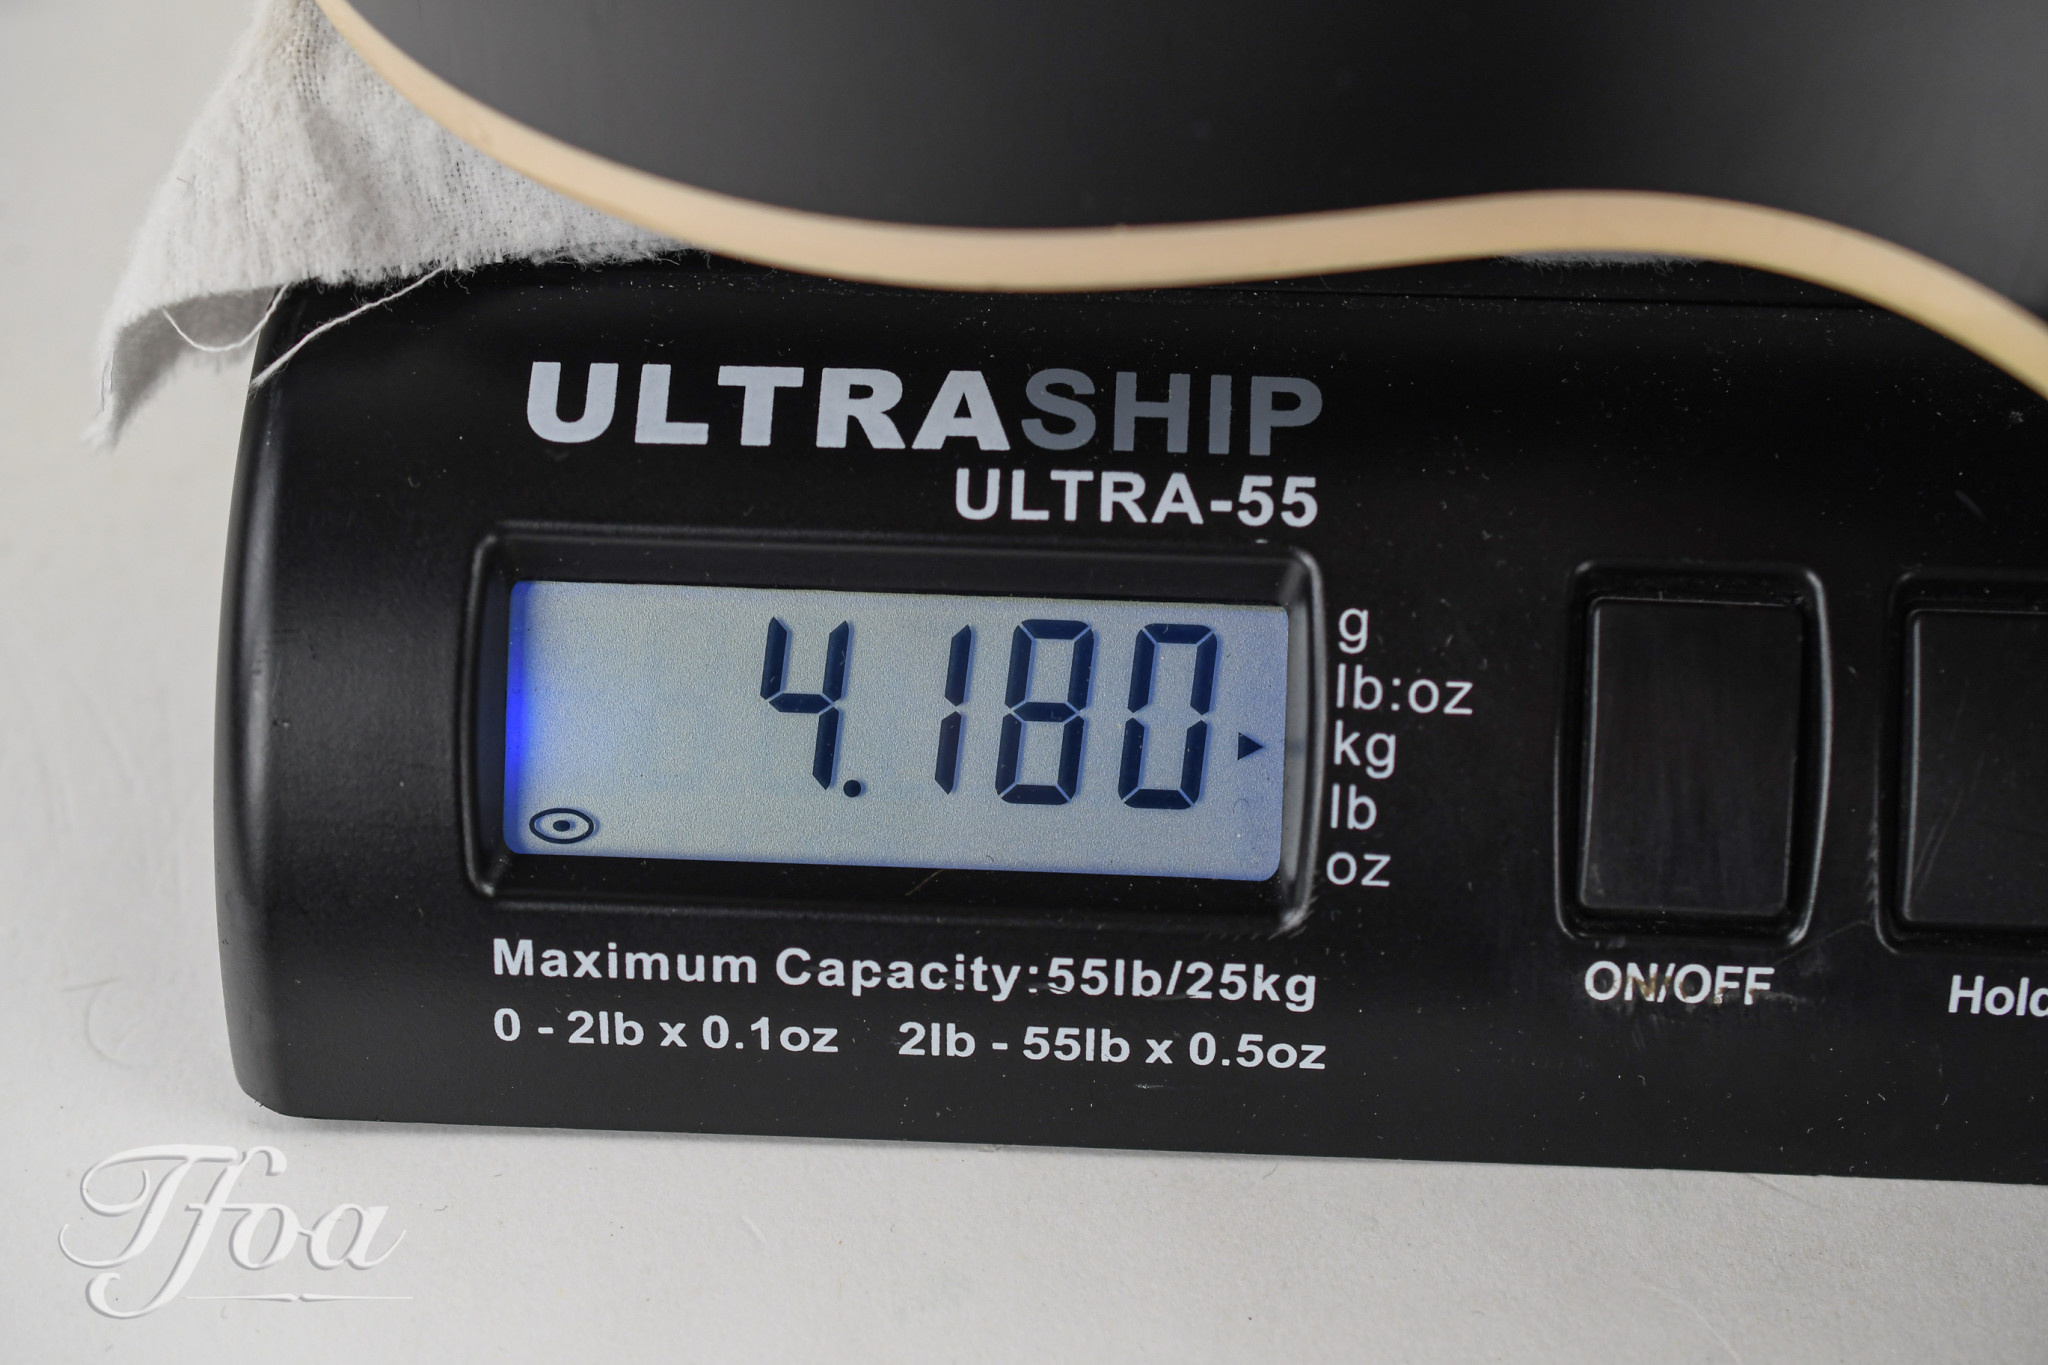 ULTRASHIP
ULTRA-55
4.180
g
lb:oz
kg
lb
oz
Maximum Capacity:55lb/25kg
0 - 2lb x 0.1oz 2lb - 55lb x 0.5oz
ON/OFF
Hold
Tfoa